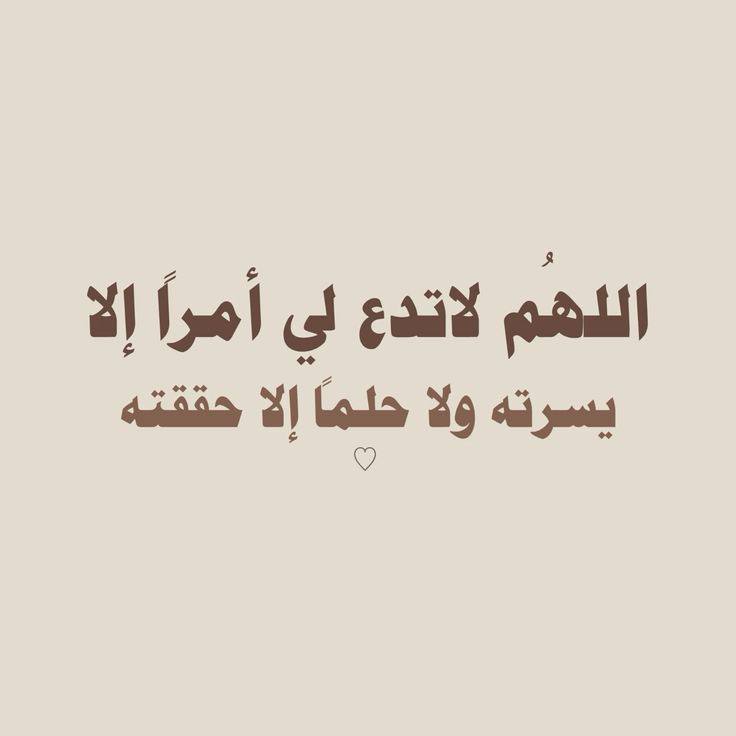 اللهُم لاتدع لي أمراً إلا
يسرته ولا حلماً إلا حققته
♡